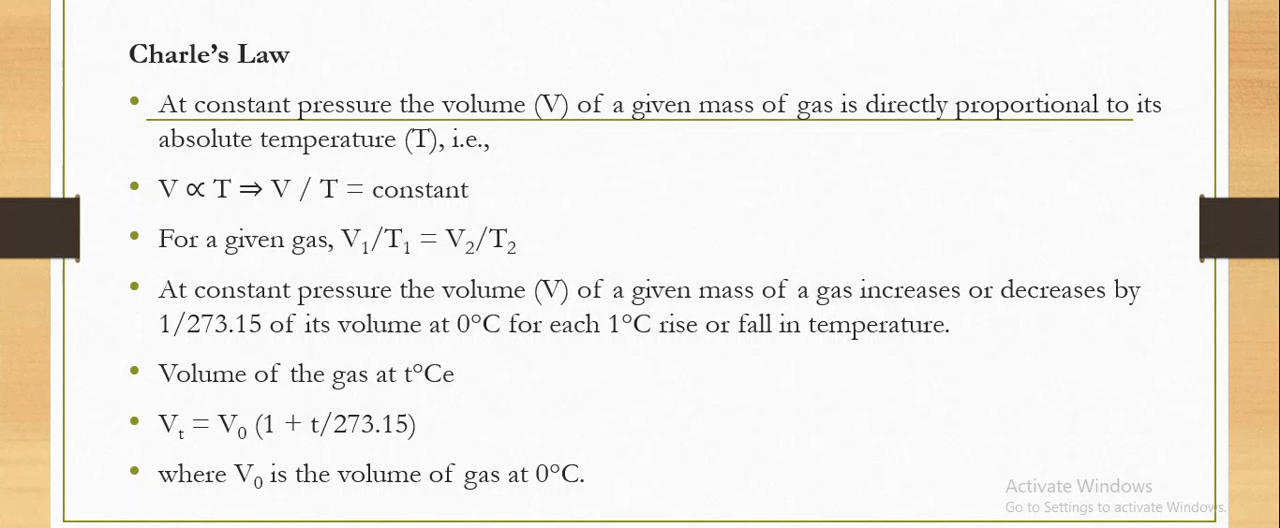 Charle’s Law
• At constant pressure the volume (V) of a given mass of gas is directly proportional to its
absolute temperature (T), i.e.,
• V ∝ T ⇒ V / T = constant
• For a given gas, V₁/T₁ = V₂/T₂
• At constant pressure the volume (V) of a given mass of a gas increases or decreases by
1/273.15 of its volume at 0°C for each 1°C rise or fall in temperature.
• Volume of the gas at t°Ce
• Vₜ = V₀ (1 + t/273.15)
• where V₀ is the volume of gas at 0°C.
Activate Windows
Go to Settings to activate Windows.